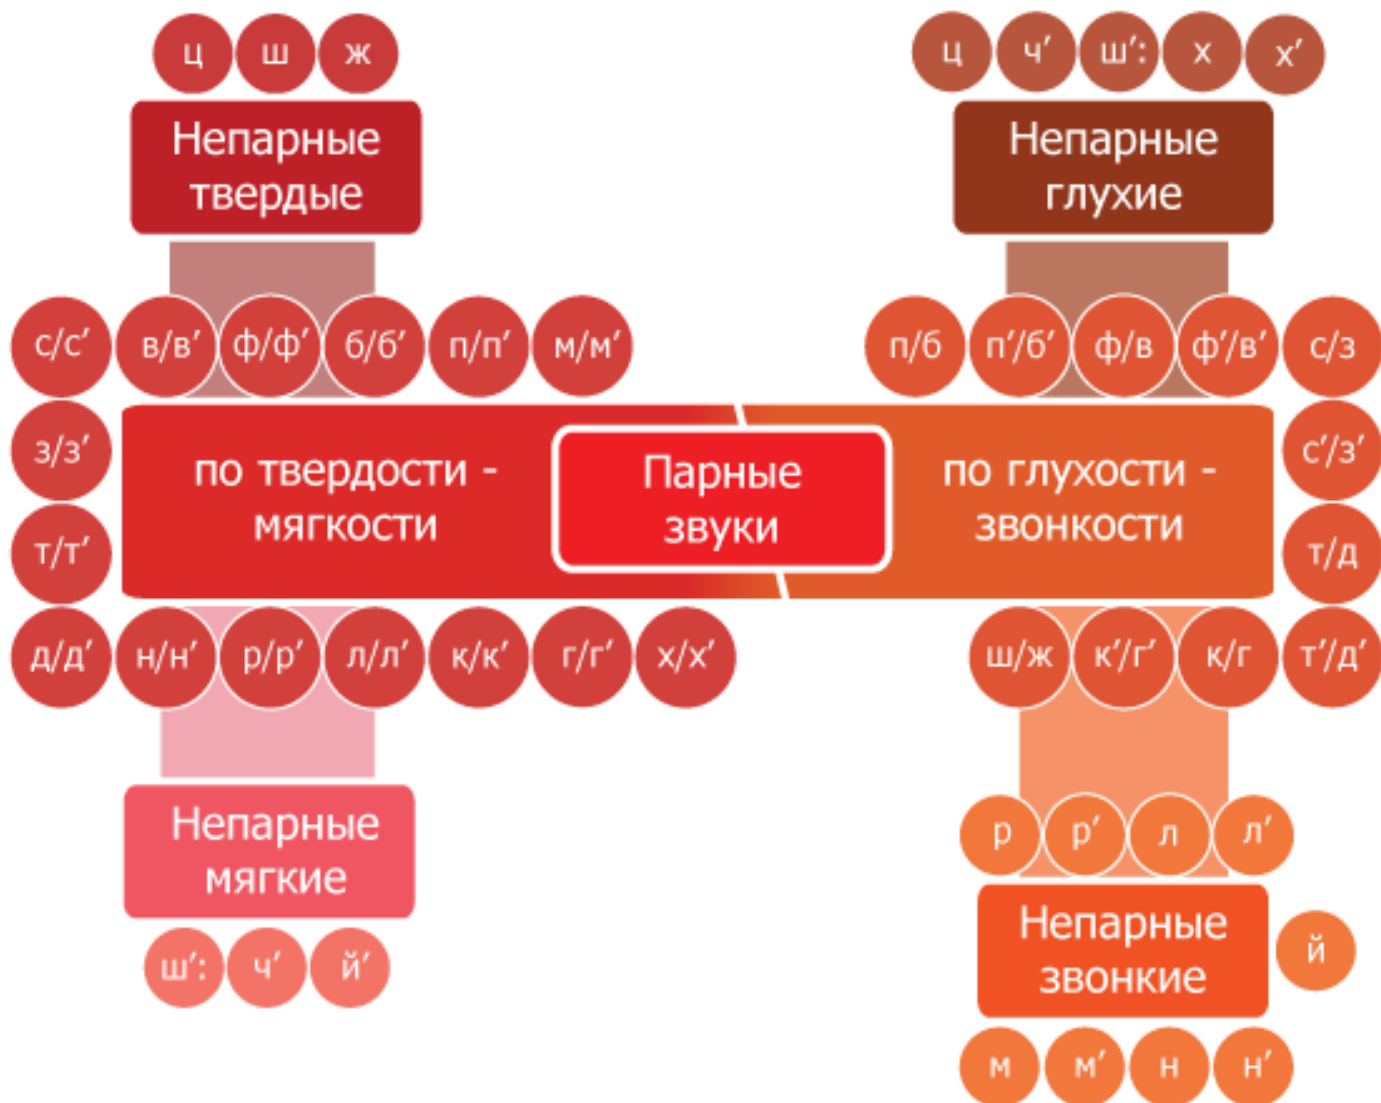 ц ш ж
Непарные
твердые
ц ч′ ш′: х х′
Непарные
глухие
с/с′ в/в′ ф/ф′ б/б′ п/п′ м/м′
п/б п′/б′ ф/в ф′/в′ с/з
з/з′
с′/з′
по твердости -
мягкости
Парные
звуки
по глухости -
звонкости
т/т′
т/д
д/д′ н/н′ р/р′ л/л′ к/к′ г/г′ х/х′
ш/ж к′/г′ к/г т′/д′
Непарные
мягкие
ш′: ч′ й′
р р′ л л′
Непарные
звонкие
й
м м′ н н′